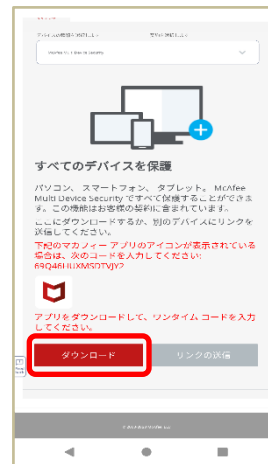 McAfee Multi Device Security
すべてのデバイスを保護
パソコン、スマートフォン、タブレット。McAfee
Multi Device Security ですべて保護することができま
す。この機能はお客様の契約に含まれています。
ここにダウンロードするか、別のデバイスにリンクを
送信してください。
下記のマカフィー アプリのアイコンが表示されている
場合は、次のコードを入力してください:
69Q46HUXMSDTVJY2
アプリをダウンロードして、ワンタイム コードを入力
してください。
ダウンロード
リンクの送信